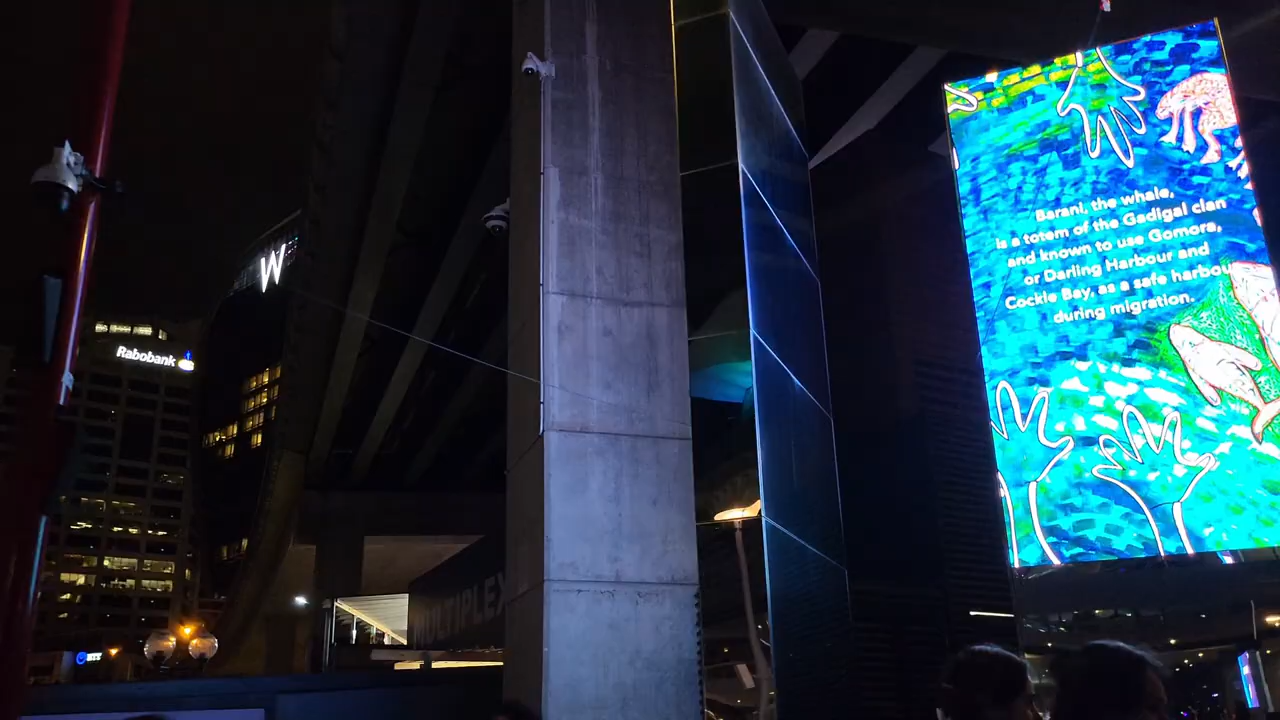 W
Rabobank
MULTIPLEX
Barani, the whale,
is a totem of the Gadigal clan
and known to use Gomora,
or Darling Harbour and
Cockle Bay, as a safe harbour
during migration.